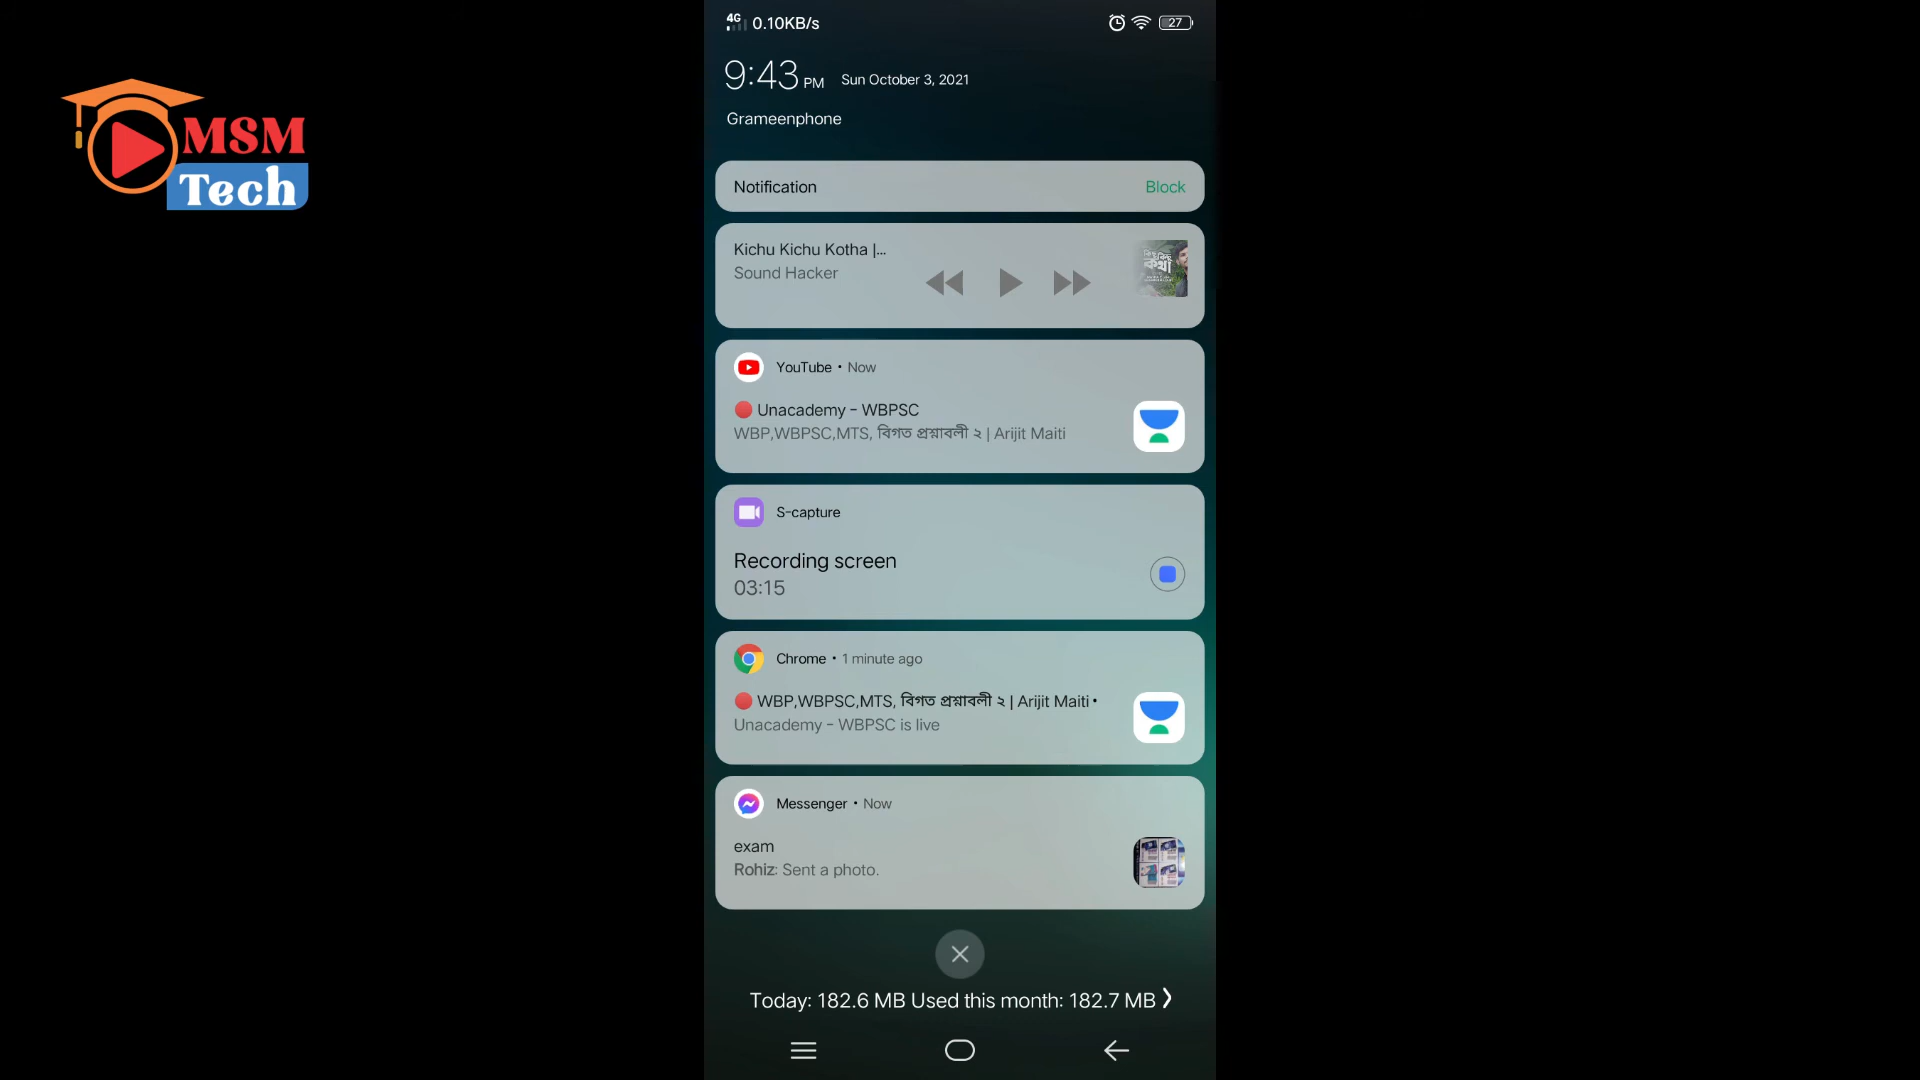 4G 0.10KB/s
27
9:43 PM Sun October 3, 2021
Grameenphone
MSM
Tech
Notification Block
Kichu Kichu Kotha |...
Sound Hacker
YouTube • Now
Unacademy - WBPSC
WBP,WBPSC,MTS, বিগত প্রশ্নাবলী ২ | Arijit Maiti
S-capture
Recording screen
03:15
Chrome • 1 minute ago
WBP,WBPSC,MTS, বিগত প্রশ্নাবলী ২ | Arijit Maiti •
Unacademy - WBPSC is live
Messenger • Now
exam
Rohiz: Sent a photo.
Today: 182.6 MB Used this month: 182.7 MB